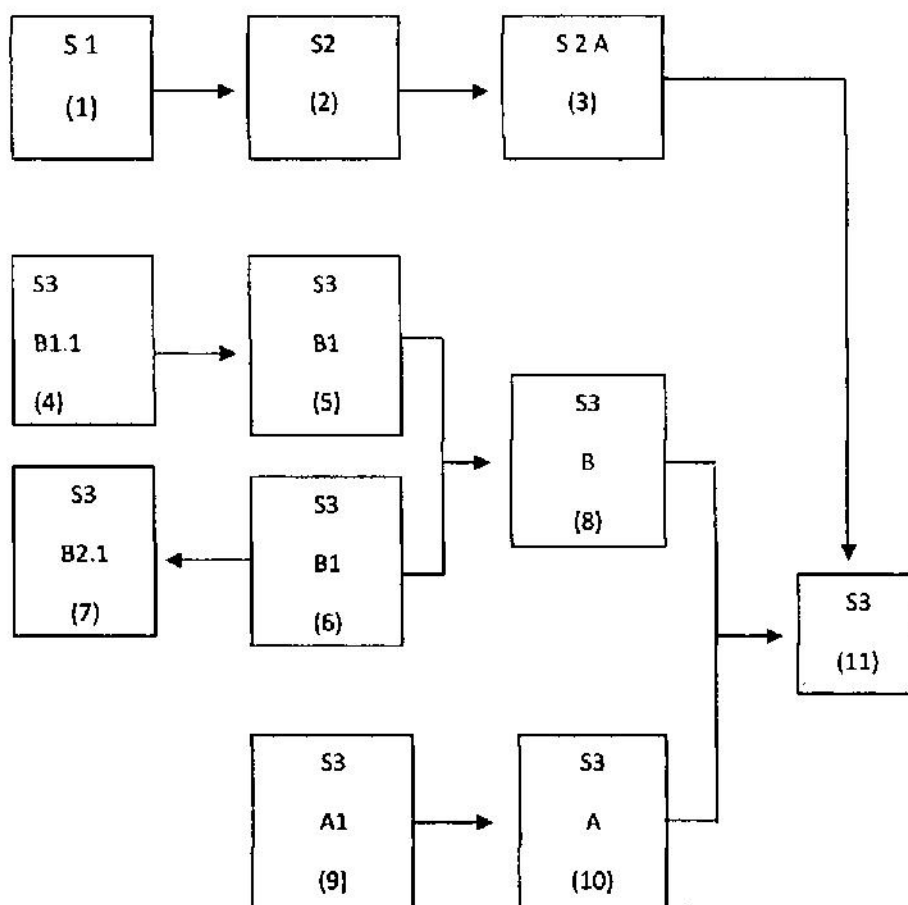 S 1
(1)
S2
(2)
S 2 A
(3)
S3
B1.1
(4)
S3
B1
(5)
S3
B2.1
(7)
S3
B1
(6)
S3
B
(8)
S3
(11)
S3
A1
(9)
S3
A
(10)